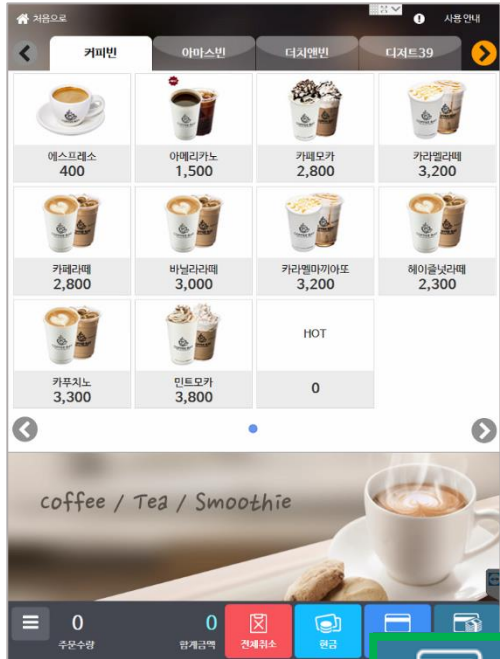 처음으로
사용 안내
커피빈
아마스빈
더치앤빈
디저트39
에스프레소
400
아메리카노
1,500
카페모카
2,800
카라멜라떼
3,200
카페라떼
2,800
바닐라라떼
3,000
카라멜마끼아또
3,200
헤이즐넛라떼
2,300
카푸치노
3,300
민트모카
3,800
HOT
0
coffee / Tea / Smoothie
0
주문수량
0
합계금액
전체취소
현금